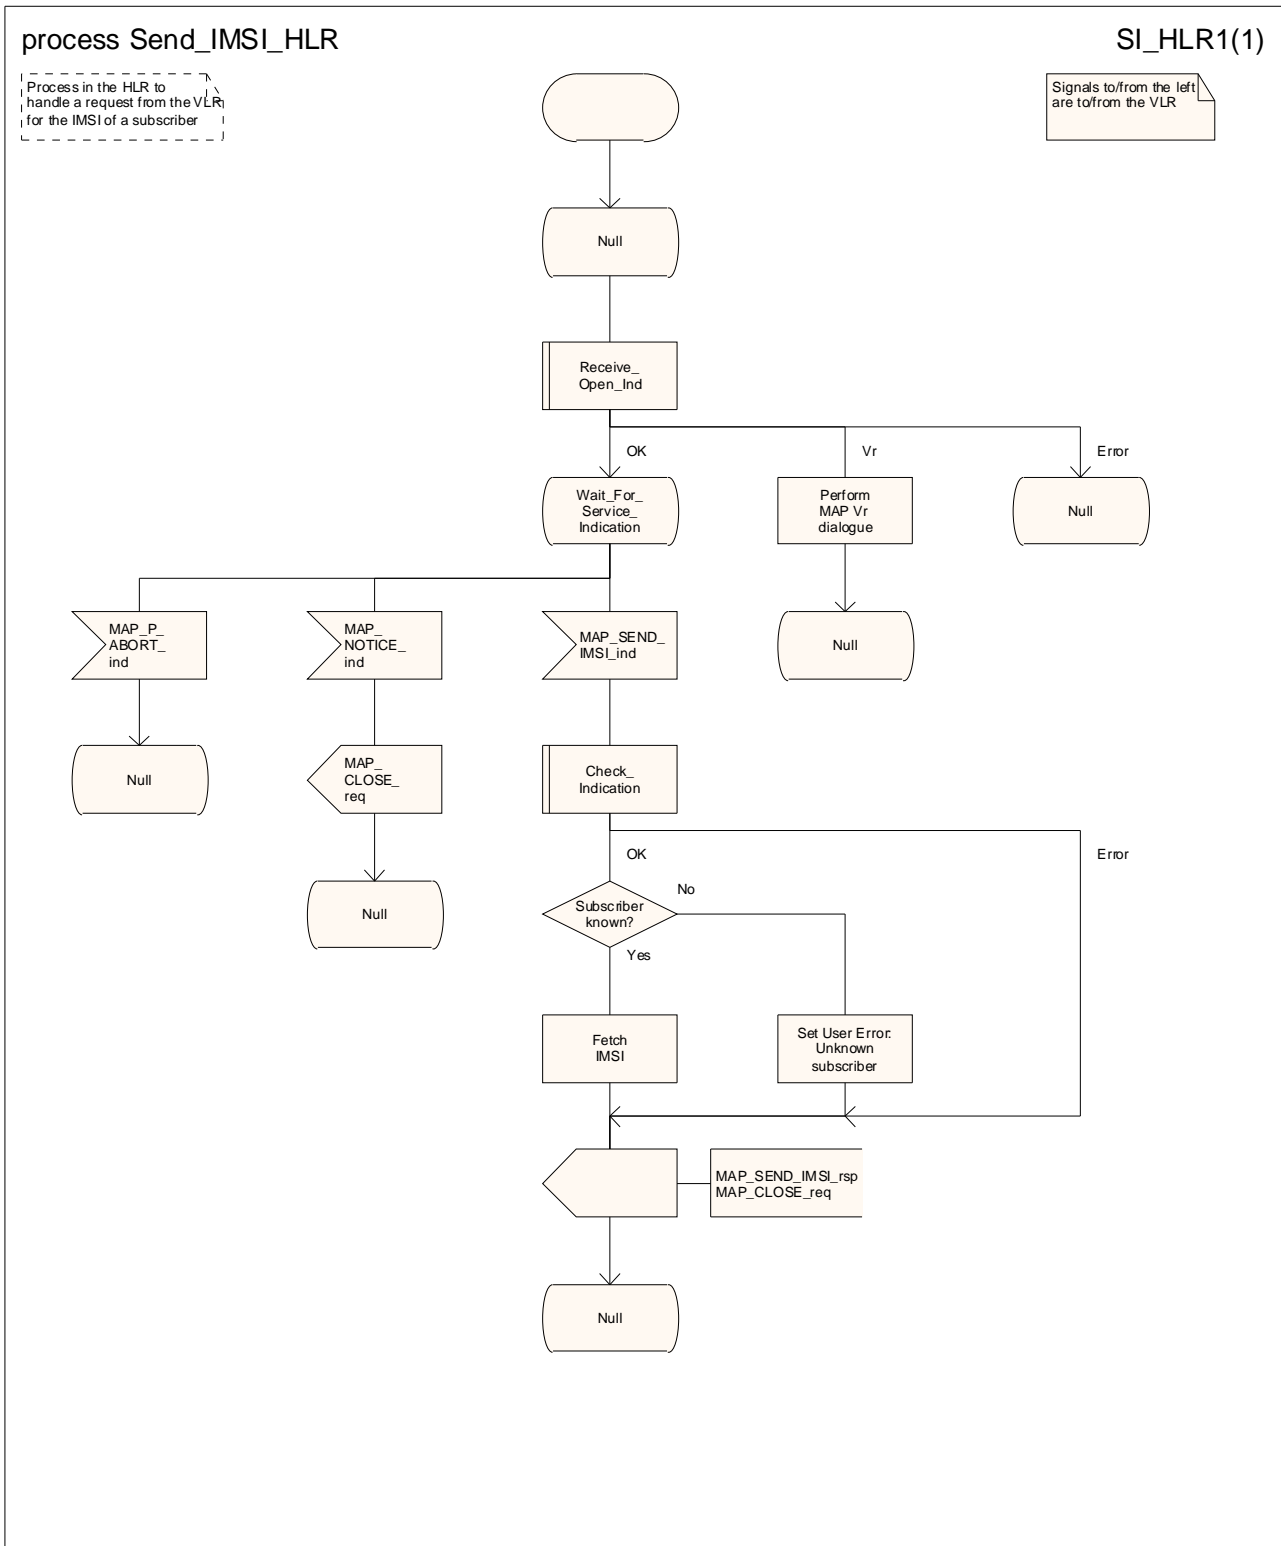 process Send_IMSI_HLR
SI_HLR1(1)
Process in the HLR to
handle a request from the VLR
for the IMSI of a subscriber
Signals to/from the left
are to/from the VLR
Null
Receive_
Open_Ind
OK
Vr
Error
Wait_For_
Service_
Indication
Perform
MAP Vr
dialogue
Null
MAP_P_
ABORT_
ind
MAP_
NOTICE_
ind
MAP_SEND_
IMSI_ind
Null
Null
MAP_
CLOSE_
req
Check_
Indication
OK
Error
Null
Subscriber
known?
No
Yes
Fetch
IMSI
Set User Error:
Unknown
subscriber
MAP_SEND_IMSI_rsp
MAP_CLOSE_req
Null